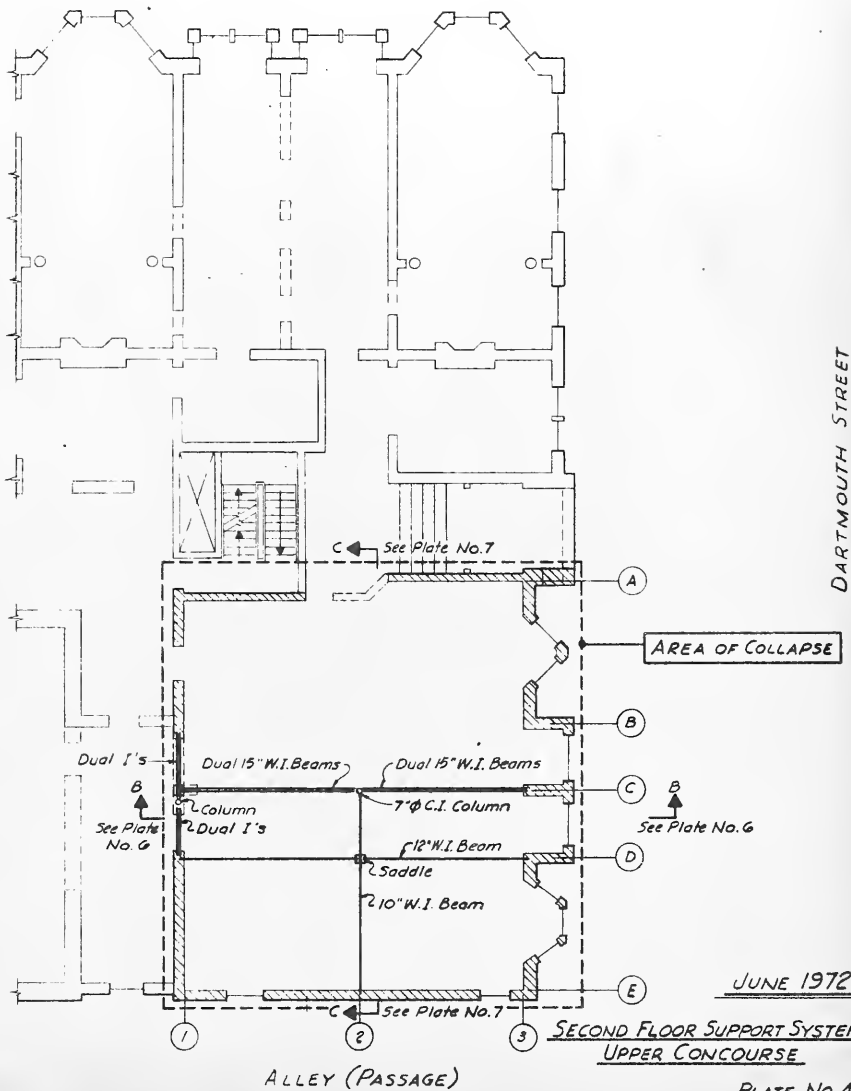 DARTMOUTH STREET
C See Plate No. 7
A
AREA OF COLLAPSE
B
Dual I's
Dual 15" W.I. Beams
Dual 15" W.I. Beams
C
B
See Plate No. 6
Column
Dual I's
7"Φ C.I. Column
B
See Plate No. 6
12" W.I. Beam
D
Saddle
10" W.I. Beam
E
C See Plate No. 7
1
2
3
JUNE 1972
SECOND FLOOR SUPPORT SYSTEM
UPPER CONCOURSE
ALLEY (PASSAGE)
PLATE NO.